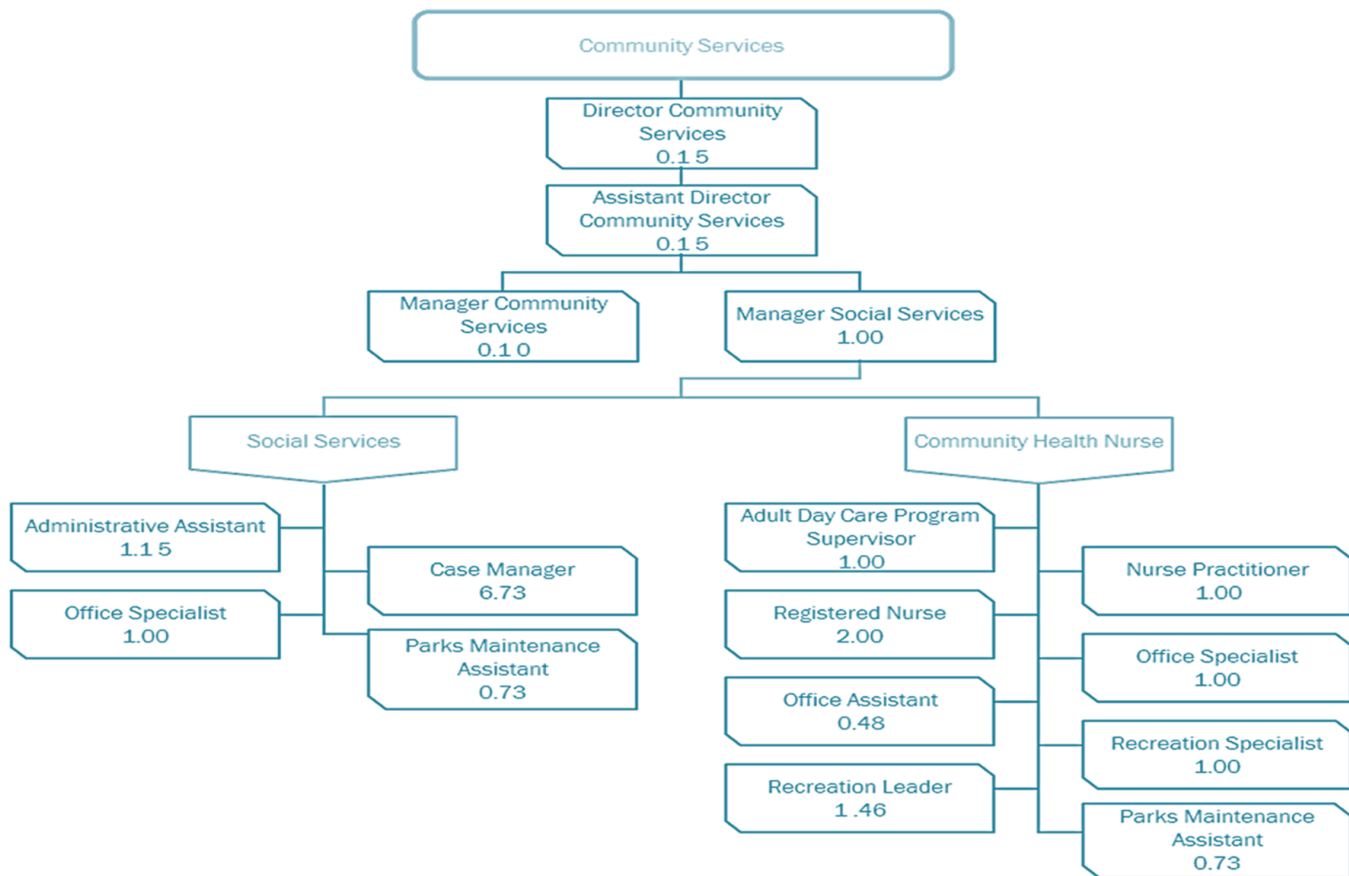 Community Services
Director Community
Services
0.1 5
Assistant Director
Community Services
0.1 5
Manager Community
Services
0.1 0
Manager Social Services
1.00
Social Services
Administrative Assistant
1.1 5
Case Manager
6.73
Office Specialist
1.00
Parks Maintenance
Assistant
0.73
Community Health Nurse
Adult Day Care Program
Supervisor
1.00
Nurse Practitioner
1.00
Registered Nurse
2.00
Office Specialist
1.00
Office Assistant
0.48
Recreation Specialist
1.00
Recreation Leader
1 .46
Parks Maintenance
Assistant
0.73